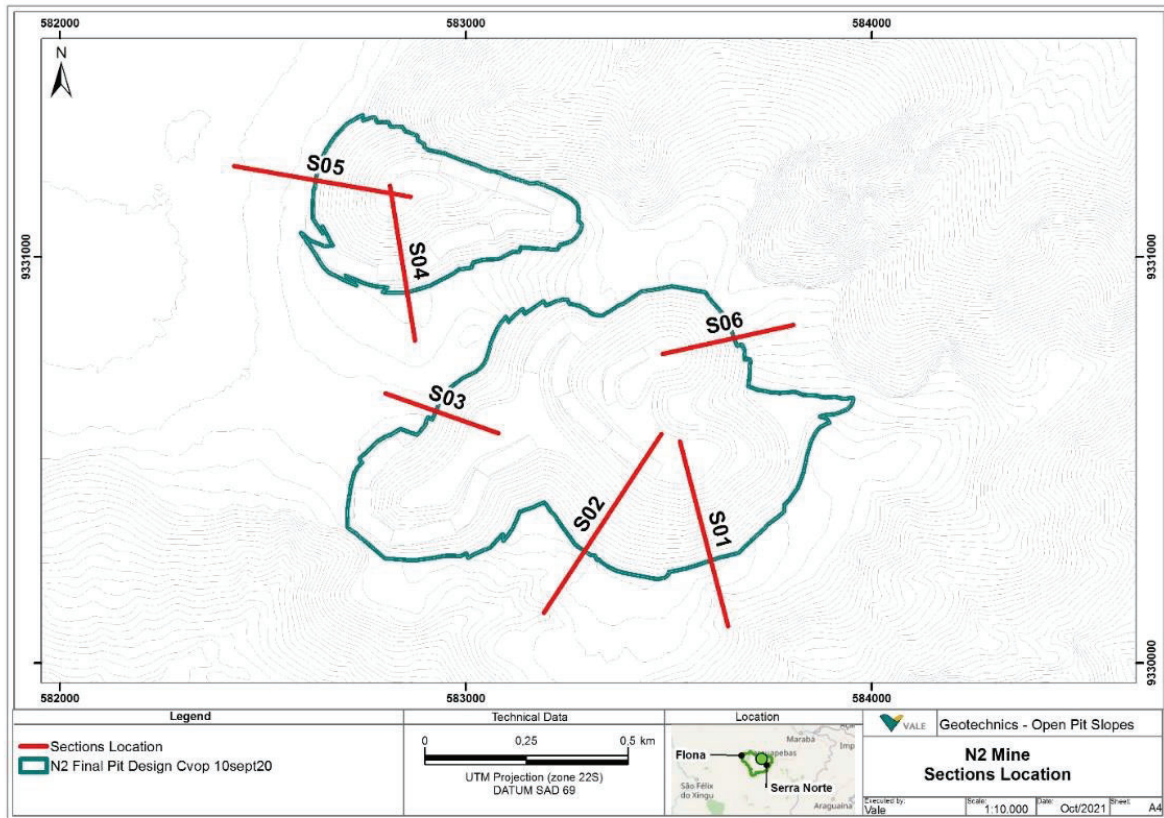 582000
583000
584000
N
S05
S04
9331000
9331000
S06
S03
S02
S01
9330000
9330000
582000
583000
584000
Legend
Sections Location
N2 Final Pit Design Cvop 10sept20
Technical Data
0 0,25 0,5 km
UTM Projection (zone 22S)
DATUM SAD 69
Location
Marabá
Flona
São Félix
do Xingu
Serra Norte
Araguaína
VALE
Geotechnics - Open Pit Slopes
N2 Mine
Sections Location
Executed by:
Vale
Scale:
1:10.000
Date:
Oct/2021
Sheet:
A4